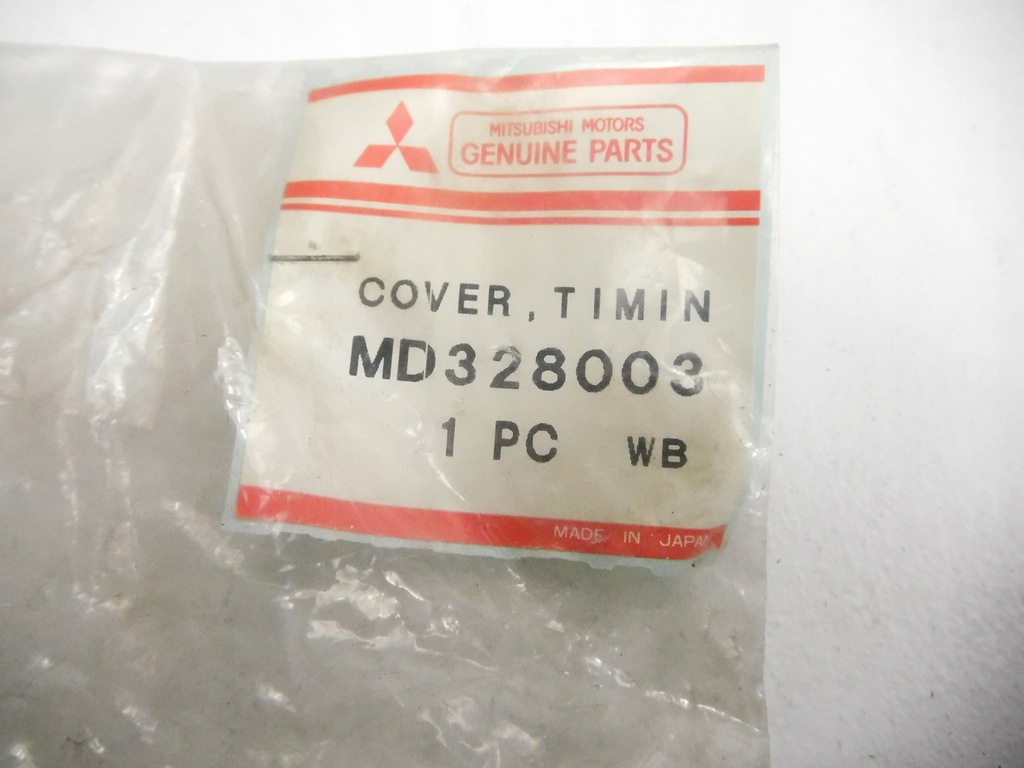 MITSUBISHI MOTORS
GENUINE PARTS
COVER, TIMIN
MD328003
1 PC WB
MADE IN JAPAN